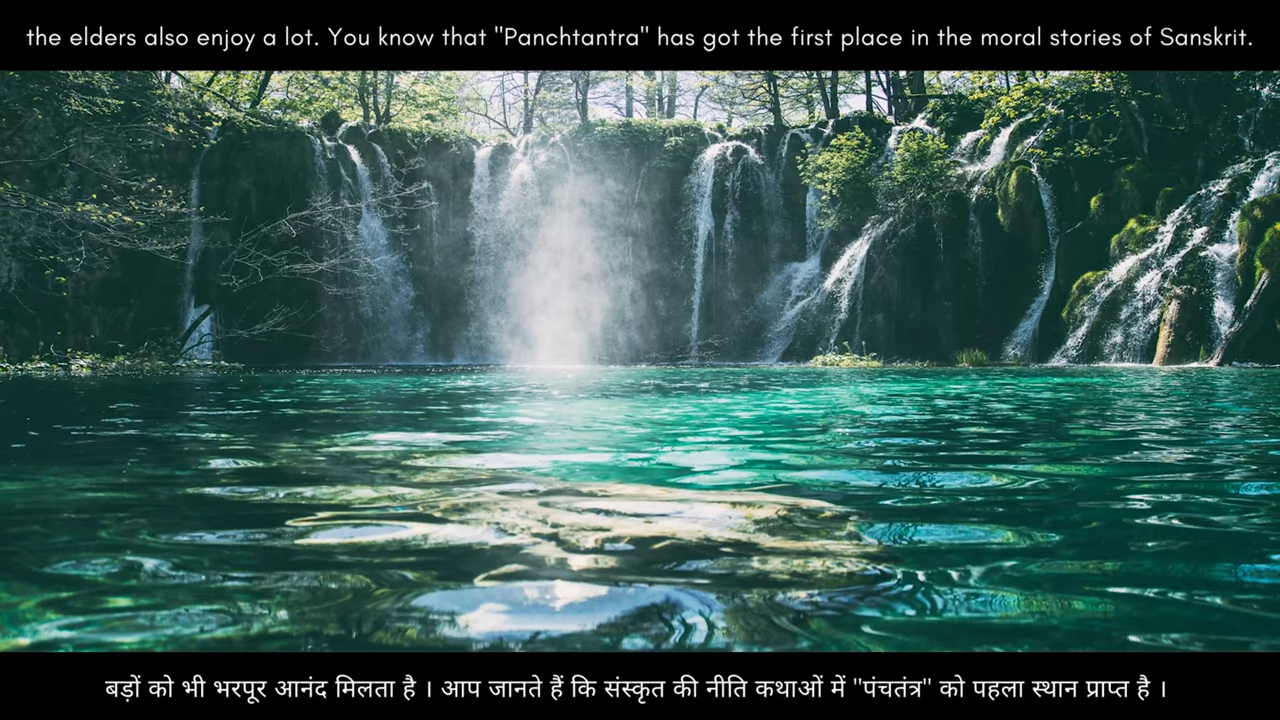 the elders also enjoy a lot. You know that "Panchtantra" has got the first place in the moral stories of Sanskrit.
बड़ों को भी भरपूर आनंद मिलता है । आप जानते हैं कि संस्कृत की नीति कथाओं में "पंचतंत्र" को पहला स्थान प्राप्त है ।